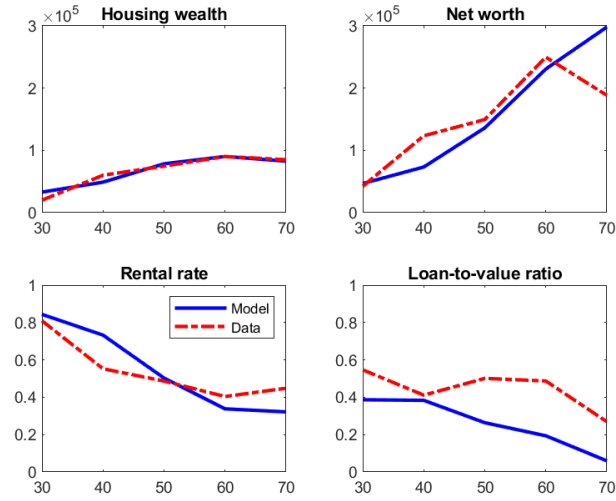 Housing wealth
×10^5
3
2
1
0
30 40 50 60 70
Net worth
×10^5
3
2
1
0
30 40 50 60 70
Rental rate
1
0.8
0.6
0.4
0.2
0
30 40 50 60 70
Model
Data
Loan-to-value ratio
1
0.8
0.6
0.4
0.2
0
30 40 50 60 70